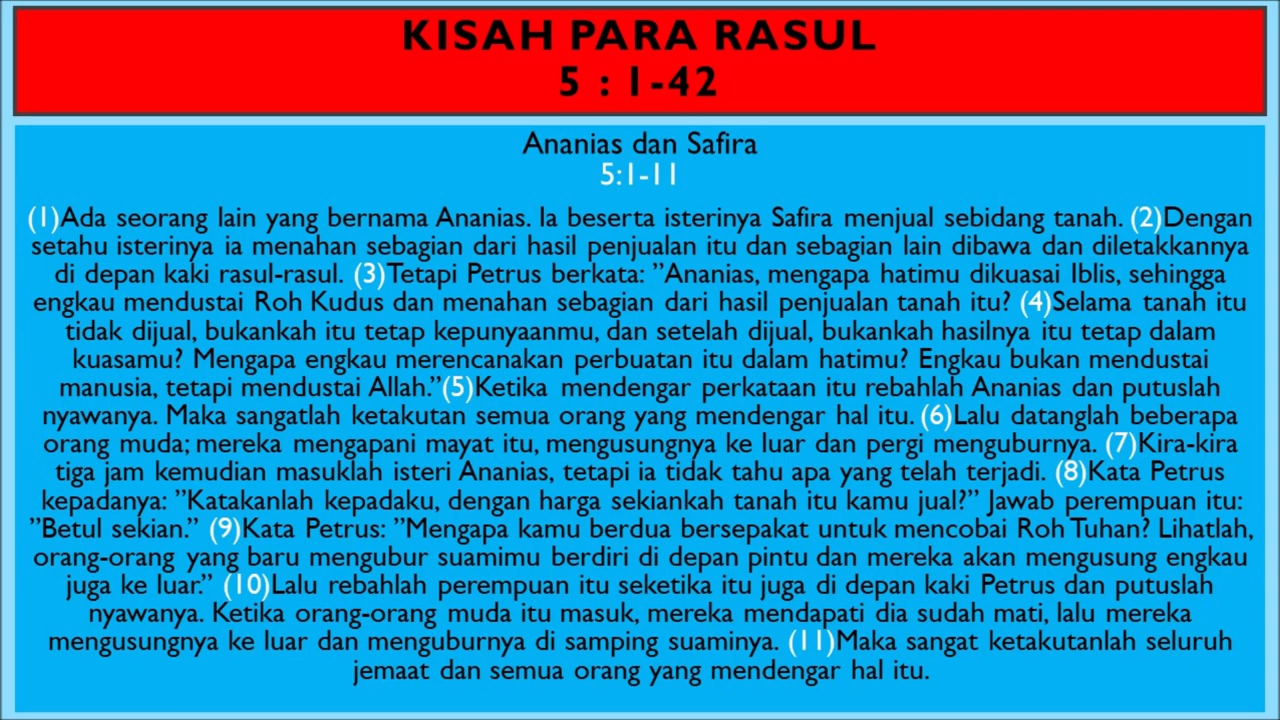 KISAH PARA RASUL
5 : 1-42
Ananias dan Safira
5:1-11
(1)Ada seorang lain yang bernama Ananias. Ia beserta isterinya Safira menjual sebidang tanah. (2)Dengan
setahu isterinya ia menahan sebagian dari hasil penjualan itu dan sebagian lain dibawa dan diletakkannya
di depan kaki rasul-rasul. (3)Tetapi Petrus berkata: ”Ananias, mengapa hatimu dikuasai Iblis, sehingga
engkau mendustai Roh Kudus dan menahan sebagian dari hasil penjualan tanah itu? (4)Selama tanah itu
tidak dijual, bukankah itu tetap kepunyaanmu, dan setelah dijual, bukankah hasilnya itu tetap dalam
kuasamu? Mengapa engkau merencanakan perbuatan itu dalam hatimu? Engkau bukan mendustai
manusia, tetapi mendustai Allah.”(5)Ketika mendengar perkataan itu rebahlah Ananias dan putuslah
nyawanya. Maka sangatlah ketakutan semua orang yang mendengar hal itu. (6)Lalu datanglah beberapa
orang muda; mereka mengapani mayat itu, mengusungnya ke luar dan pergi menguburnya. (7)Kira-kira
tiga jam kemudian masuklah isteri Ananias, tetapi ia tidak tahu apa yang telah terjadi. (8)Kata Petrus
kepadanya: ”Katakanlah kepadaku, dengan harga sekiankah tanah itu kamu jual?” Jawab perempuan itu:
”Betul sekian.” (9)Kata Petrus: ”Mengapa kamu berdua bersepakat untuk mencobai Roh Tuhan? Lihatlah,
orang-orang yang baru mengubur suamimu berdiri di depan pintu dan mereka akan mengusung engkau
juga ke luar.” (10)Lalu rebahlah perempuan itu seketika itu juga di depan kaki Petrus dan putuslah
nyawanya. Ketika orang-orang muda itu masuk, mereka mendapati dia sudah mati, lalu mereka
mengusungnya ke luar dan menguburnya di samping suaminya. (11)Maka sangat ketakutanlah seluruh
jemaat dan semua orang yang mendengar hal itu.